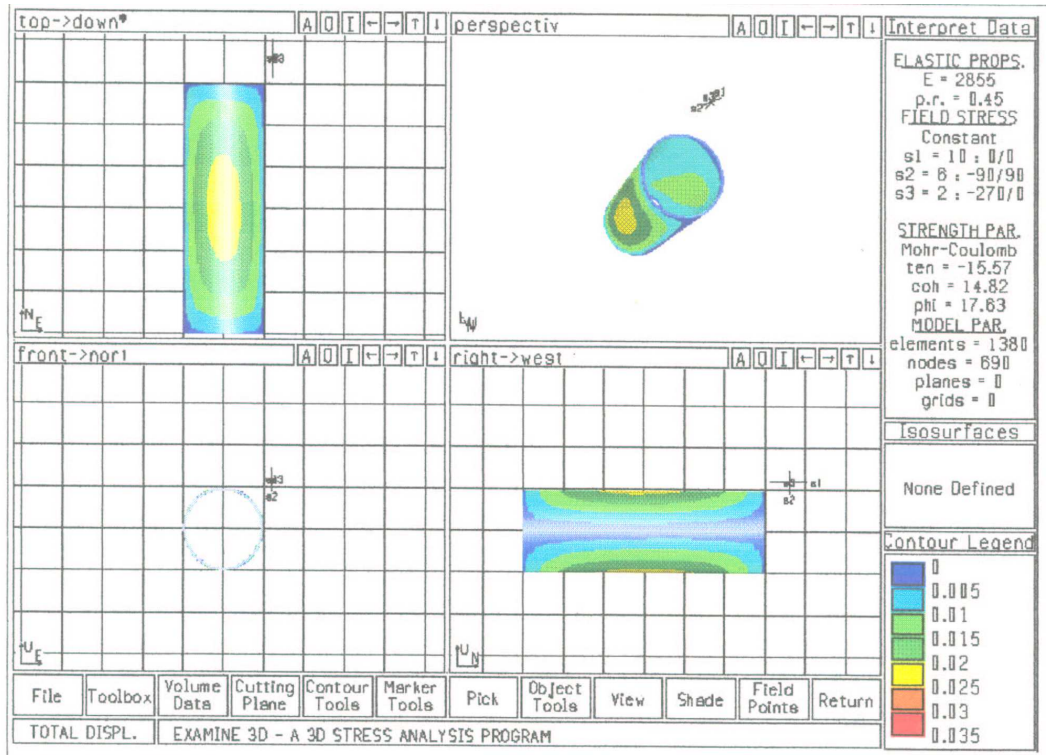 top->down*
A O I ← → ↑ ↓
perspectiv
A O I ← → ↑ ↓
Interpret Data
ELASTIC PROPS.
E = 2855
p.r. = 0.45
FIELD STRESS
Constant
s1 = 10 : 0/0
s2 = 6 : -90/90
s3 = 2 : -270/0
STRENGTH PAR.
Mohr-Coulomb
ten = -15.57
coh = 14.82
phi = 17.63
MODEL PAR.
elements = 1380
nodes = 690
planes = 0
grids = 0
N
E
front->nort
A O I ← → ↑ ↓
right->west
A O I ← → ↑ ↓
s2
s1
s2
U
E
U
N
Isosurfaces
None Defined
Contour Legend
0
0.005
0.01
0.015
0.02
0.025
0.03
0.035
File
Toolbox
Volume
Data
Cutting
Plane
Contour
Tools
Marker
Tools
Pick
Object
Tools
View
Shade
Field
Points
Return
TOTAL DISPL.
EXAMINE 3D - A 3D STRESS ANALYSIS PROGRAM